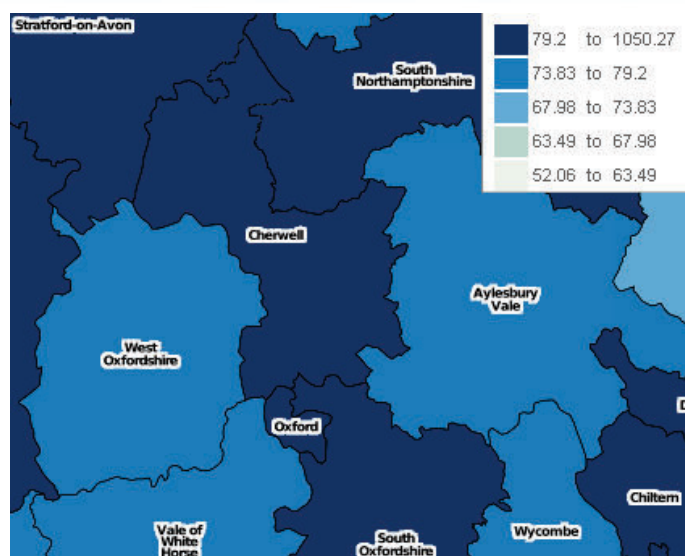 Stratford-on-Avon
South
Northamptonshire
79.2 to 1050.27
73.83 to 79.2
67.98 to 73.83
63.49 to 67.98
52.06 to 63.49
Cherwell
Aylesbury
Vale
West
Oxfordshire
D
Oxford
Chiltern
Vale of
White
Horse
South
Oxfordshire
Wycombe